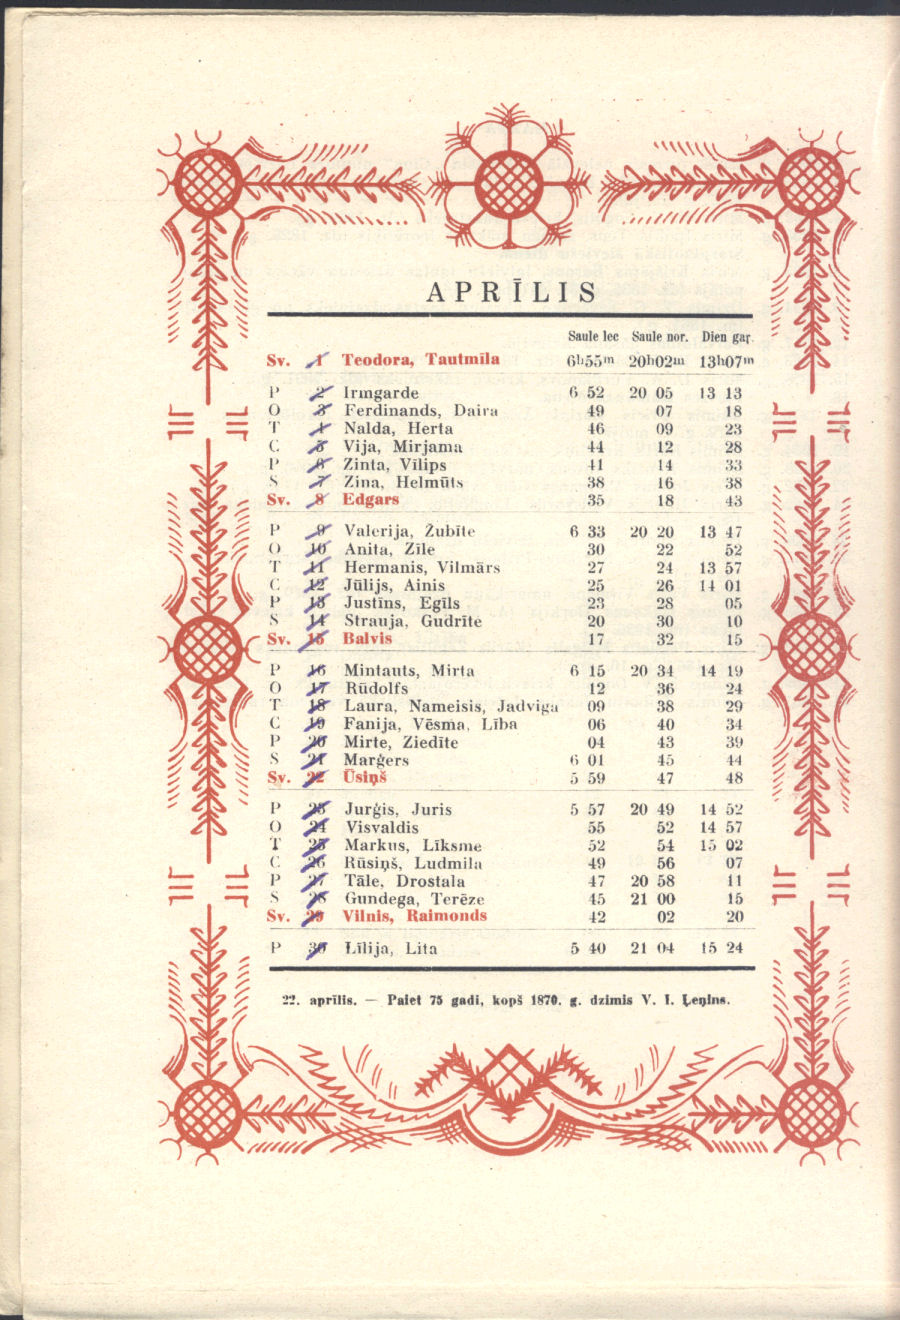 APRĪLIS
Saule lec Saule nor. Dien gaŗ.
Sv. 1 Teodora, Tautmīla 6h55m 20h02m 13h07m
P 2 Irmgarde 6 52 20 05 13 13
O 3 Ferdinands, Daira 49 07 18
T 4 Nalda, Herta 46 09 23
C 5 Vija, Mirjama 44 12 28
P 6 Zinta, Vīlips 41 14 33
S 7 Zina, Helmūts 38 16 38
Sv. 8 Edgars 35 18 43
P 9 Valerija, Žubīte 6 33 20 20 13 47
O 10 Anita, Zīle 30 22 52
T 11 Hermanis, Vilmārs 27 24 13 57
C 12 Jūlijs, Ainis 25 26 14 01
P 13 Justīns, Egīls 23 28 05
S 14 Strauja, Gudrīte 20 30 10
Sv. 15 Balvis 17 32 15
P 16 Mintauts, Mirta 6 15 20 34 14 19
O 17 Rūdolfs 12 36 24
T 18 Laura, Nameisis, Jadviga 09 38 29
C 19 Fanija, Vēsma, Lība 06 40 34
P 20 Mirte, Ziedīte 04 43 39
S 21 Marģers 6 01 45 44
Sv. 22 Ūsiņš 5 59 47 48
P 23 Jurģis, Juris 5 57 20 49 14 52
O 24 Visvaldis 55 52 14 57
T 25 Markus, Līksme 52 54 15 02
C 26 Rūsiņš, Ludmila 49 56 07
P 27 Tāle, Drostala 47 20 58 11
S 28 Gundega, Terēze 45 21 00 15
Sv. 29 Vilnis, Raimonds 42 02 20
P 30 Līlija, Lita 5 40 21 04 15 24
22. aprīlis. — Paiet 75 gadi, kopš 1870. g. dzimis V. I. Ļeņins.